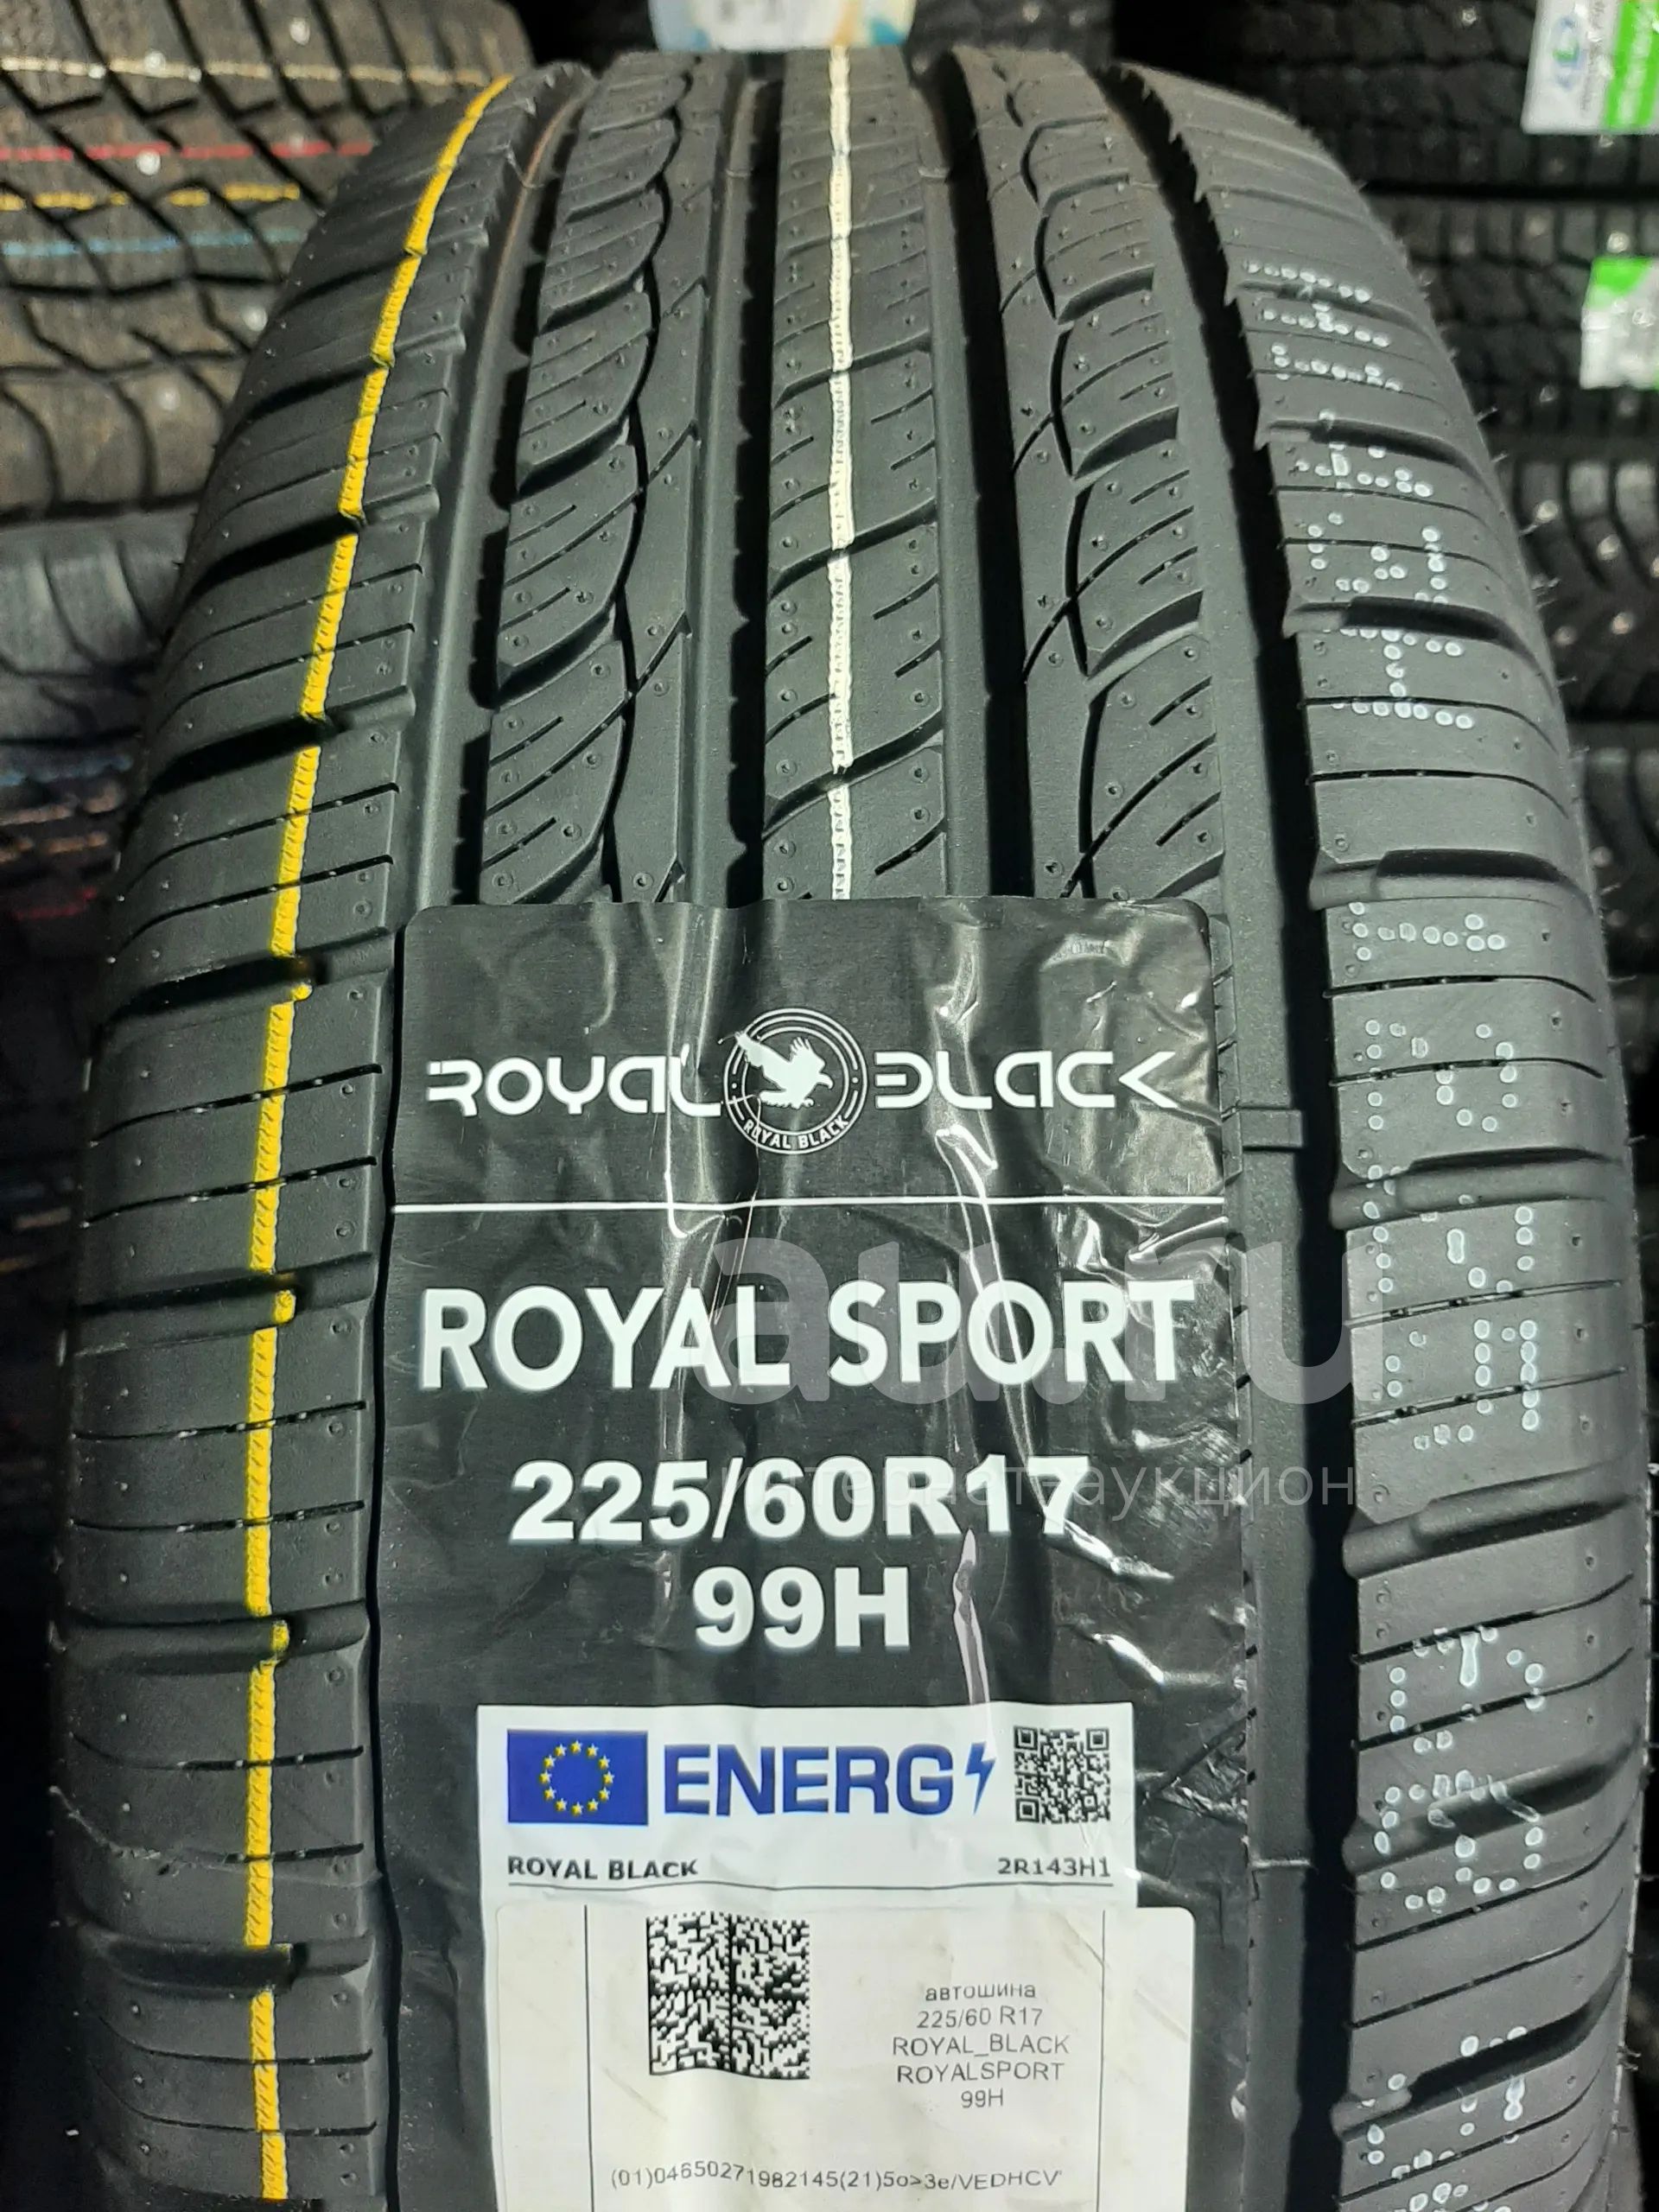 ROYAL BLACK
ROYAL BLACK
ROYAL SPORT
au.ru
225/60R17
интернет-аукцион
99H
ENERG
ROYAL BLACK
2R143H1
автошина
225/60 R17
ROYAL_BLACK
ROYALSPORT
99H
(01)04650271982145(21)5o>3e/VEDHCV'